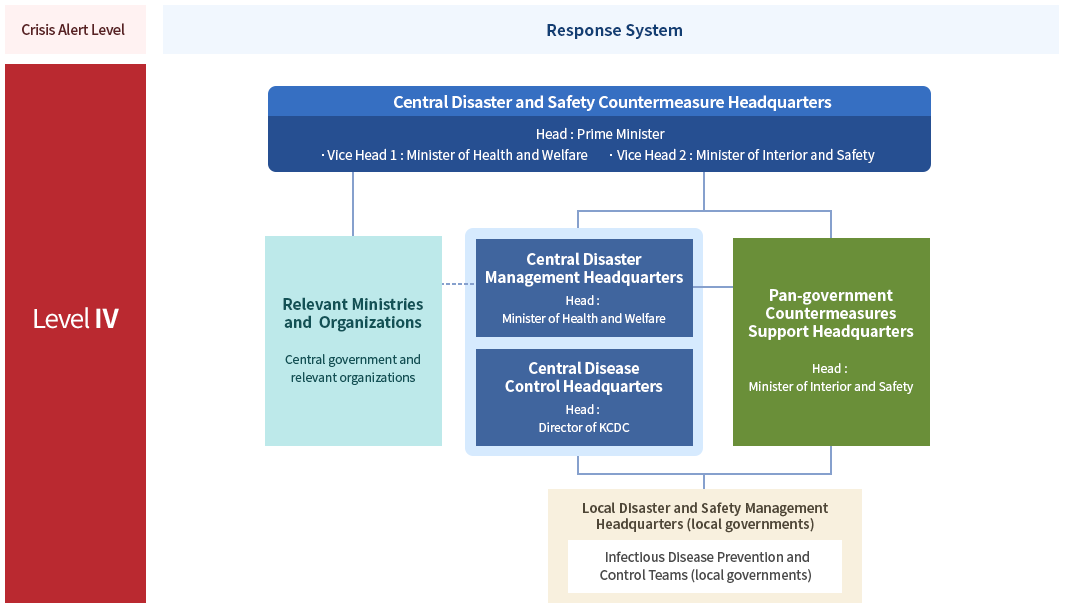 Crisis Alert Level
Response System
Level IV
Central Disaster and Safety Countermeasure Headquarters
Head : Prime Minister
· Vice Head 1 : Minister of Health and Welfare · Vice Head 2 : Minister of Interior and Safety
Relevant Ministries
and Organizations
Central government and
relevant organizations
Central Disaster
Management Headquarters
Head :
Minister of Health and Welfare
Central Disease
Control Headquarters
Head :
Director of KCDC
Pan-government
Countermeasures
Support Headquarters
Head :
Minister of Interior and Safety
Local Disaster and Safety Management
Headquarters (local governments)
Infectious Disease Prevention and
Control Teams (local governments)